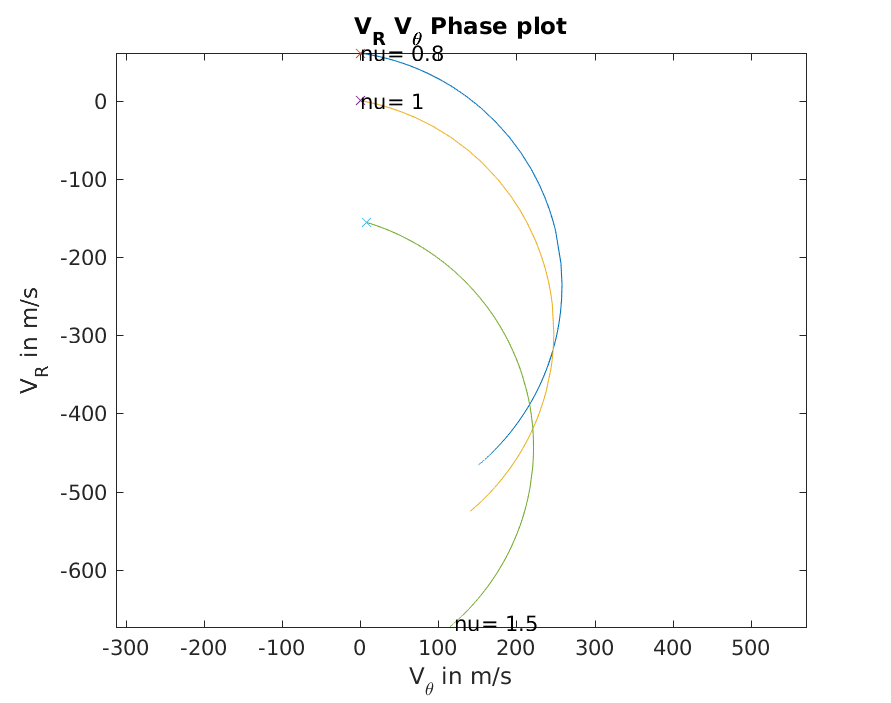 V_R V_θ Phase plot
nu= 0.8
nu= 1
nu= 1.5
0
-100
-200
-300
-400
-500
-600
V_R in m/s
-300 -200 -100 0 100 200 300 400 500
V_θ in m/s